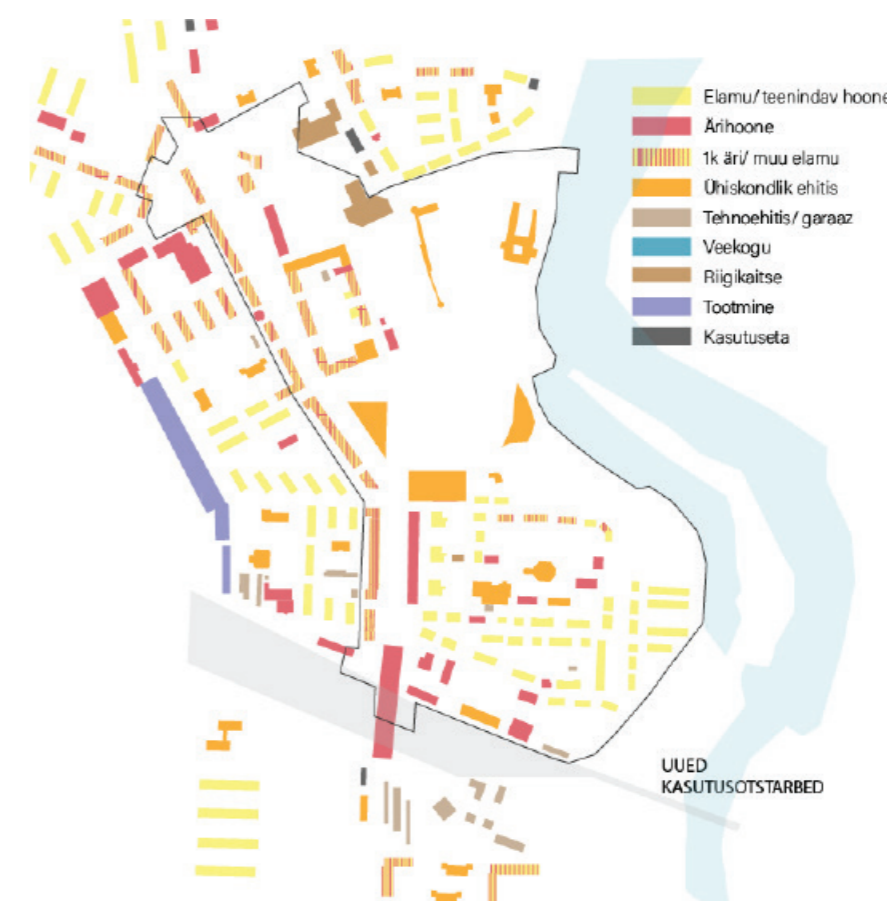 Elamu/ teenindav hoone
Ärihoone
1k äri/ muu elamu
Ühiskondlik ehitis
Tehnoehitis/ garaaz
Veekogu
Riigikaitse
Tootmine
Kasutuseta
UUED
KASUTUSOTSTARBED